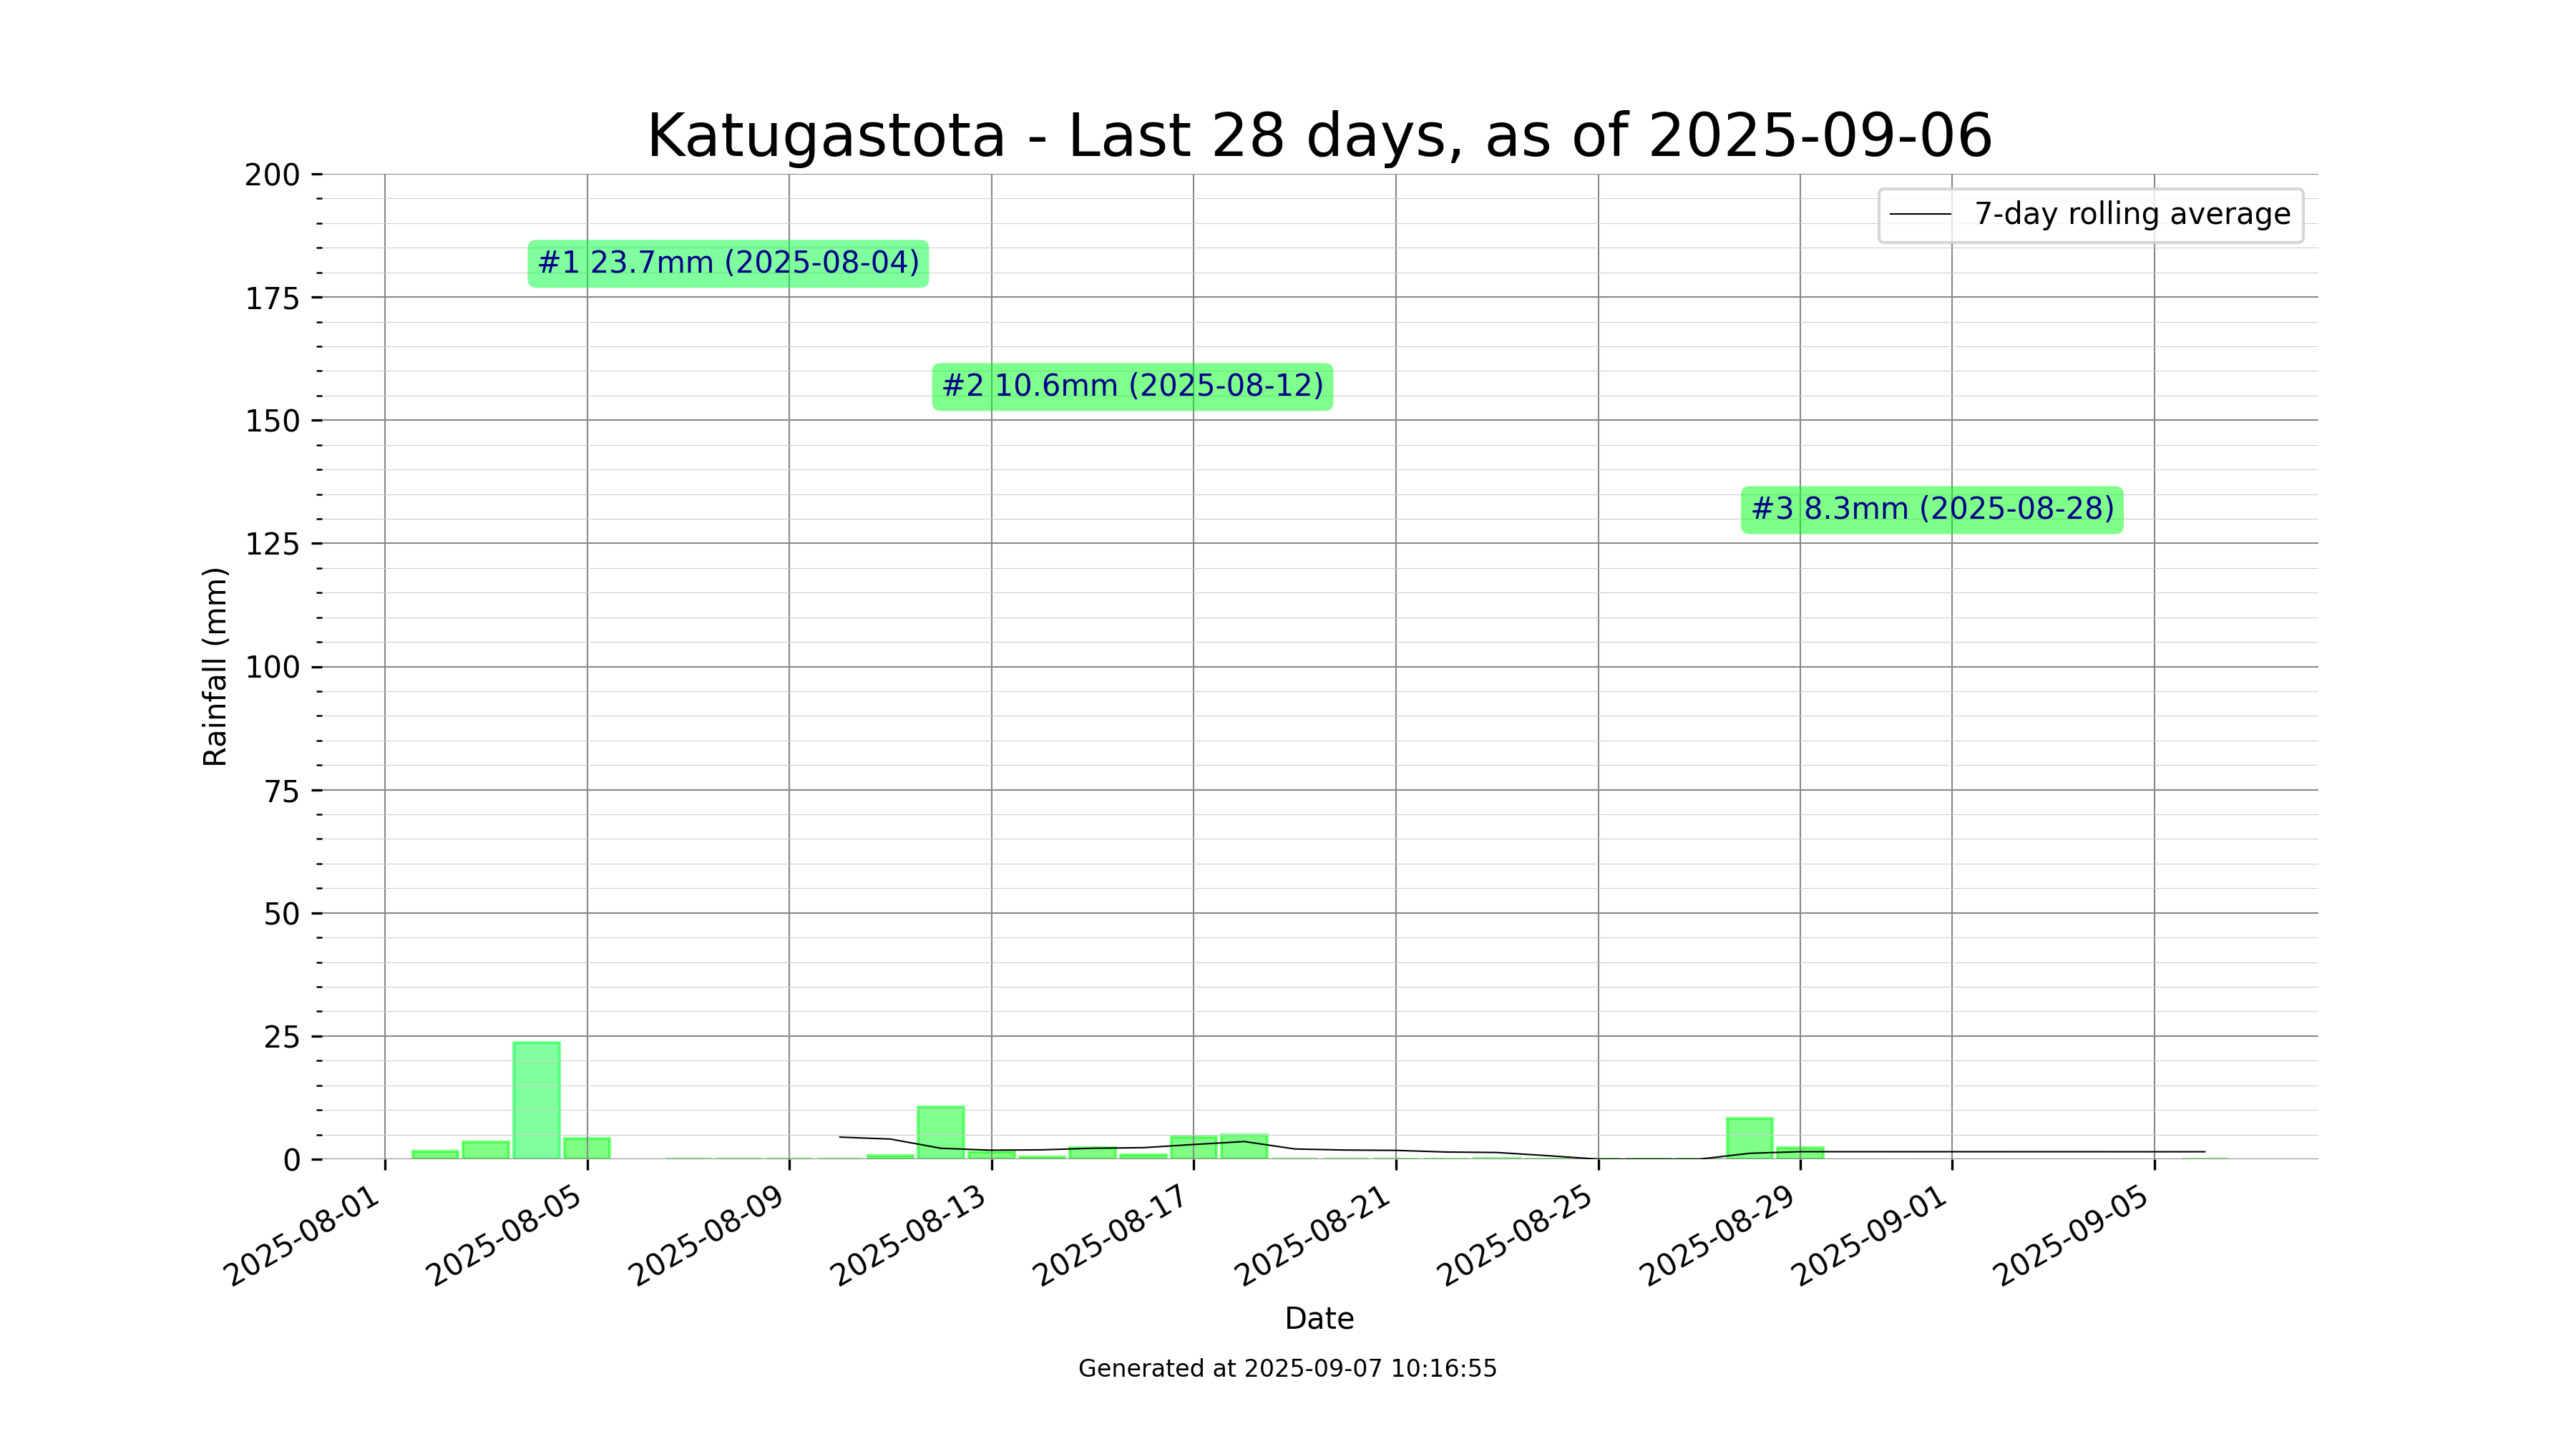 Katugastota - Last 28 days, as of 2025-09-06
200
175
150
125
100
75
50
25
0
Rainfall (mm)
7-day rolling average
#1 23.7mm (2025-08-04)
#2 10.6mm (2025-08-12)
#3 8.3mm (2025-08-28)
2025-08-01
2025-08-05
2025-08-09
2025-08-13
2025-08-17
2025-08-21
2025-08-25
2025-08-29
2025-09-01
2025-09-05
Date
Generated at 2025-09-07 10:16:55